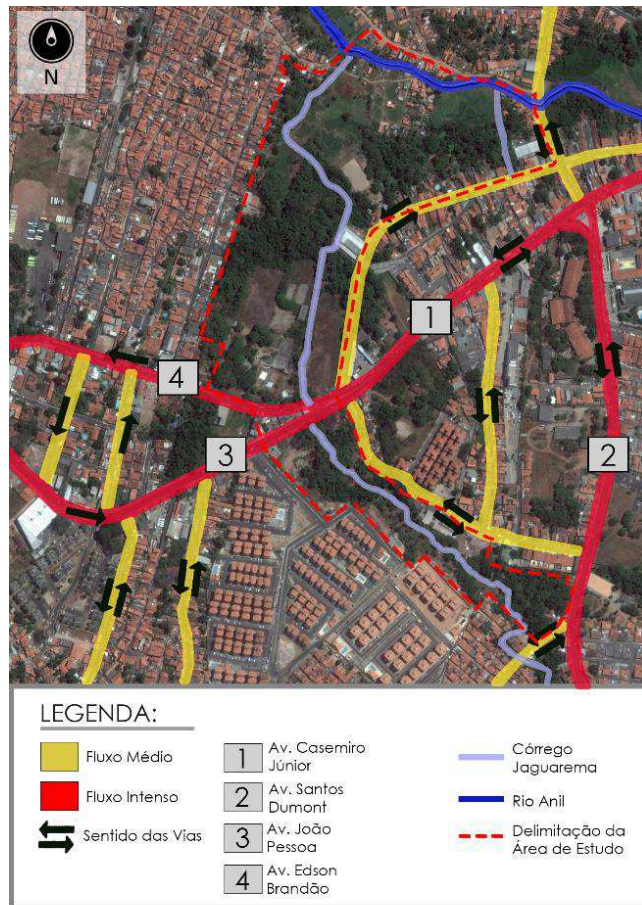 N
1
4
3
2
LEGENDA:
Fluxo Médio
Fluxo Intenso
Sentido das Vias
1 Av. Casemiro
Júnior
2 Av. Santos
Dumont
3 Av. João
Pessoa
4 Av. Edson
Brandão
Córrego
Jaguarema
Rio Anil
Delimitação da
Área de Estudo